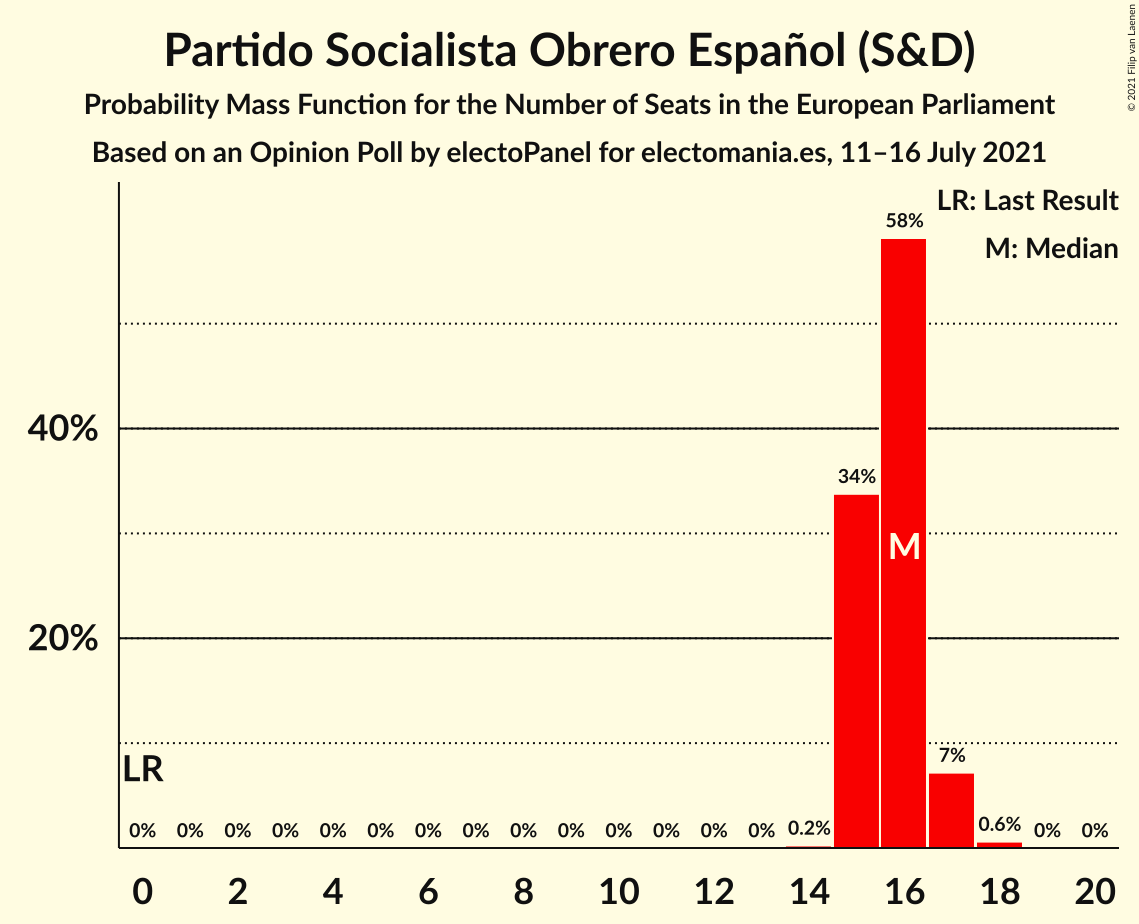 Partido Socialista Obrero Español (S&D)
Probability Mass Function for the Number of Seats in the European Parliament
Based on an Opinion Poll by electoPanel for electomania.es, 11–16 July 2021
© 2021 Filip van Laenen
LR: Last Result
M: Median
58%
40%
34%
M
20%
LR
7%
0% 0% 0% 0% 0% 0% 0% 0% 0% 0% 0% 0% 0% 0% 0.2% 0.6% 0% 0%
0 2 4 6 8 10 12 14 16 18 20